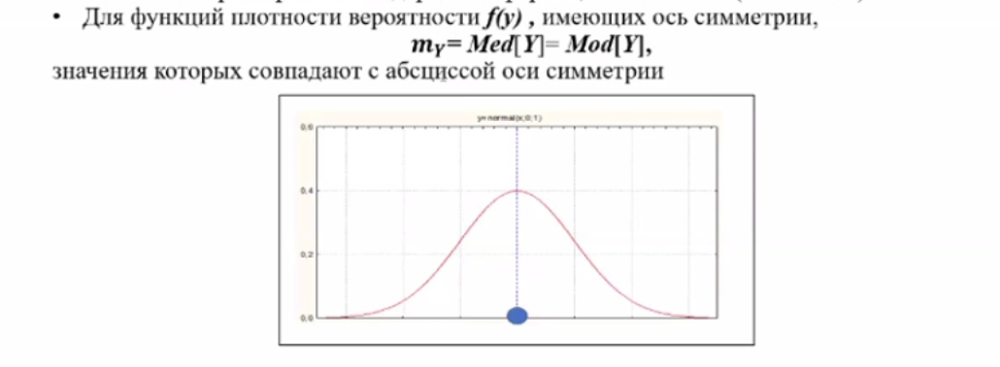 • Для функций плотности вероятности f(y) , имеющих ось симметрии,
m_Y = Med[Y]= Mod[Y],
значения которых совпадают с абсциссой оси симметрии
y=normal(x;0;1)
0,6
0,4
0,2
0,0